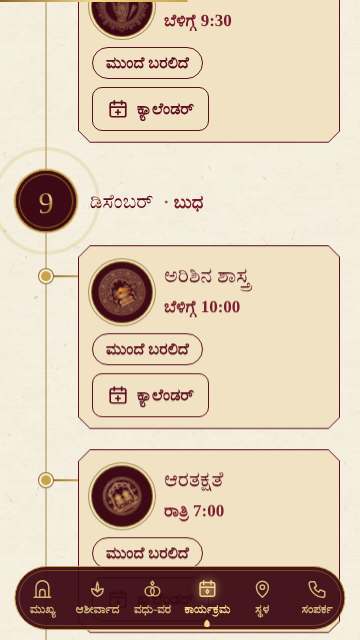 ಬೆಳಿಗ್ಗೆ 9:30
ಮುಂದೆ ಬರಲಿದೆ
ಕ್ಯಾಲೆಂಡರ್
9
ಡಿಸೆಂಬರ್ · ಬುಧ
ಅರಿಶಿನ ಶಾಸ್ತ್ರ
ಬೆಳಿಗ್ಗೆ 10:00
ಮುಂದೆ ಬರಲಿದೆ
ಕ್ಯಾಲೆಂಡರ್
ಆರತಕ್ಷತೆ
ರಾತ್ರಿ 7:00
ಮುಂದೆ ಬರಲಿದೆ
ಮುಖ್ಯ ಆಶೀರ್ವಾದ ವಧು-ವರ ಕಾರ್ಯಕ್ರಮ ಸ್ಥಳ ಸಂಪರ್ಕ